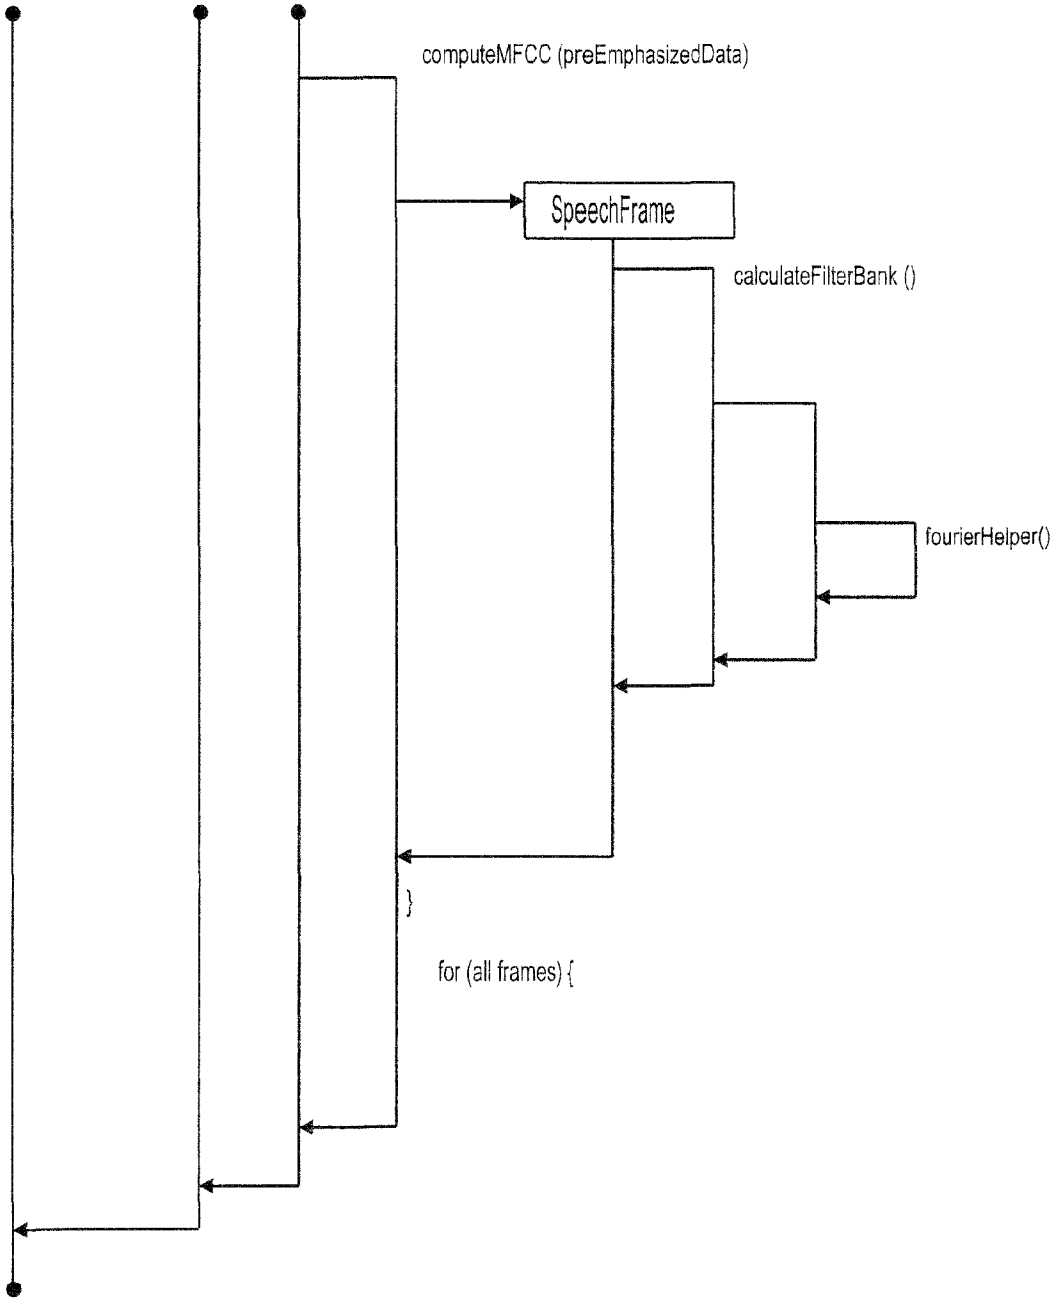 computeMFCC (preEmphasizedData)
SpeechFrame
calculateFilterBank ()
fourierHelper()
}
for (all frames) {